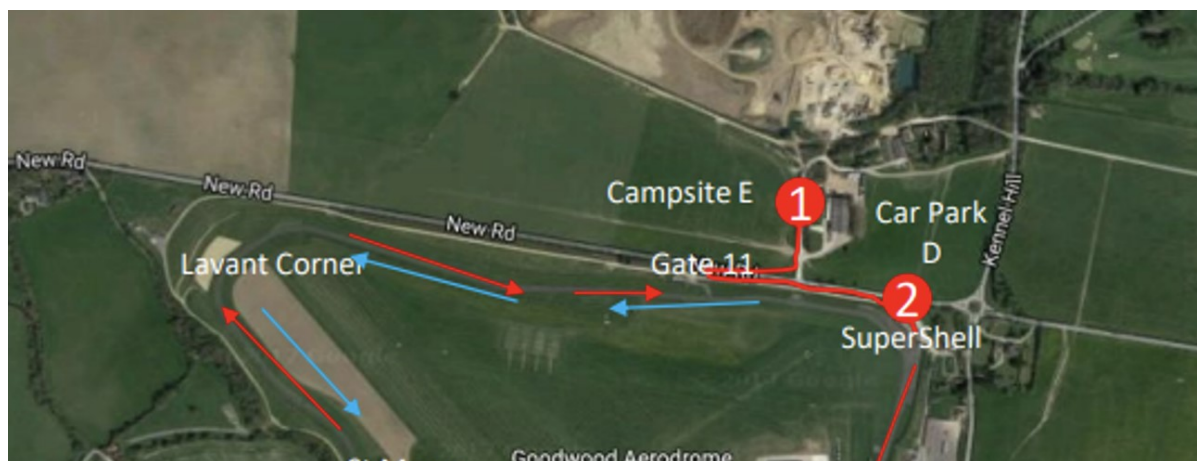 New Rd
New Rd
New Rd
Campsite E
1
Car Park
D
Kennel Hill
Lavant Corner
Gate 11
2
SuperShell
Goodwood Aerodrome